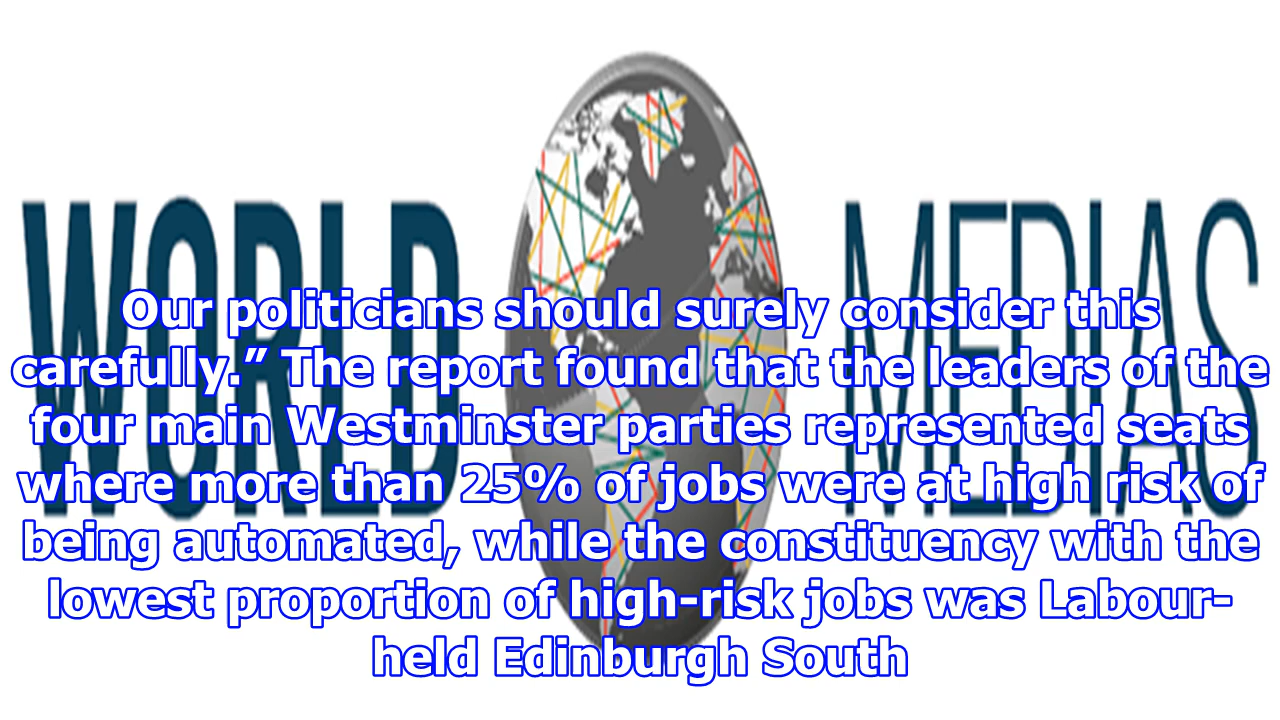 WORLD MEDIAS
Our politicians should surely consider this
carefully.” The report found that the leaders of the
four main Westminster parties represented seats
where more than 25% of jobs were at high risk of
being automated, while the constituency with the
lowest proportion of high-risk jobs was Labour-
held Edinburgh South